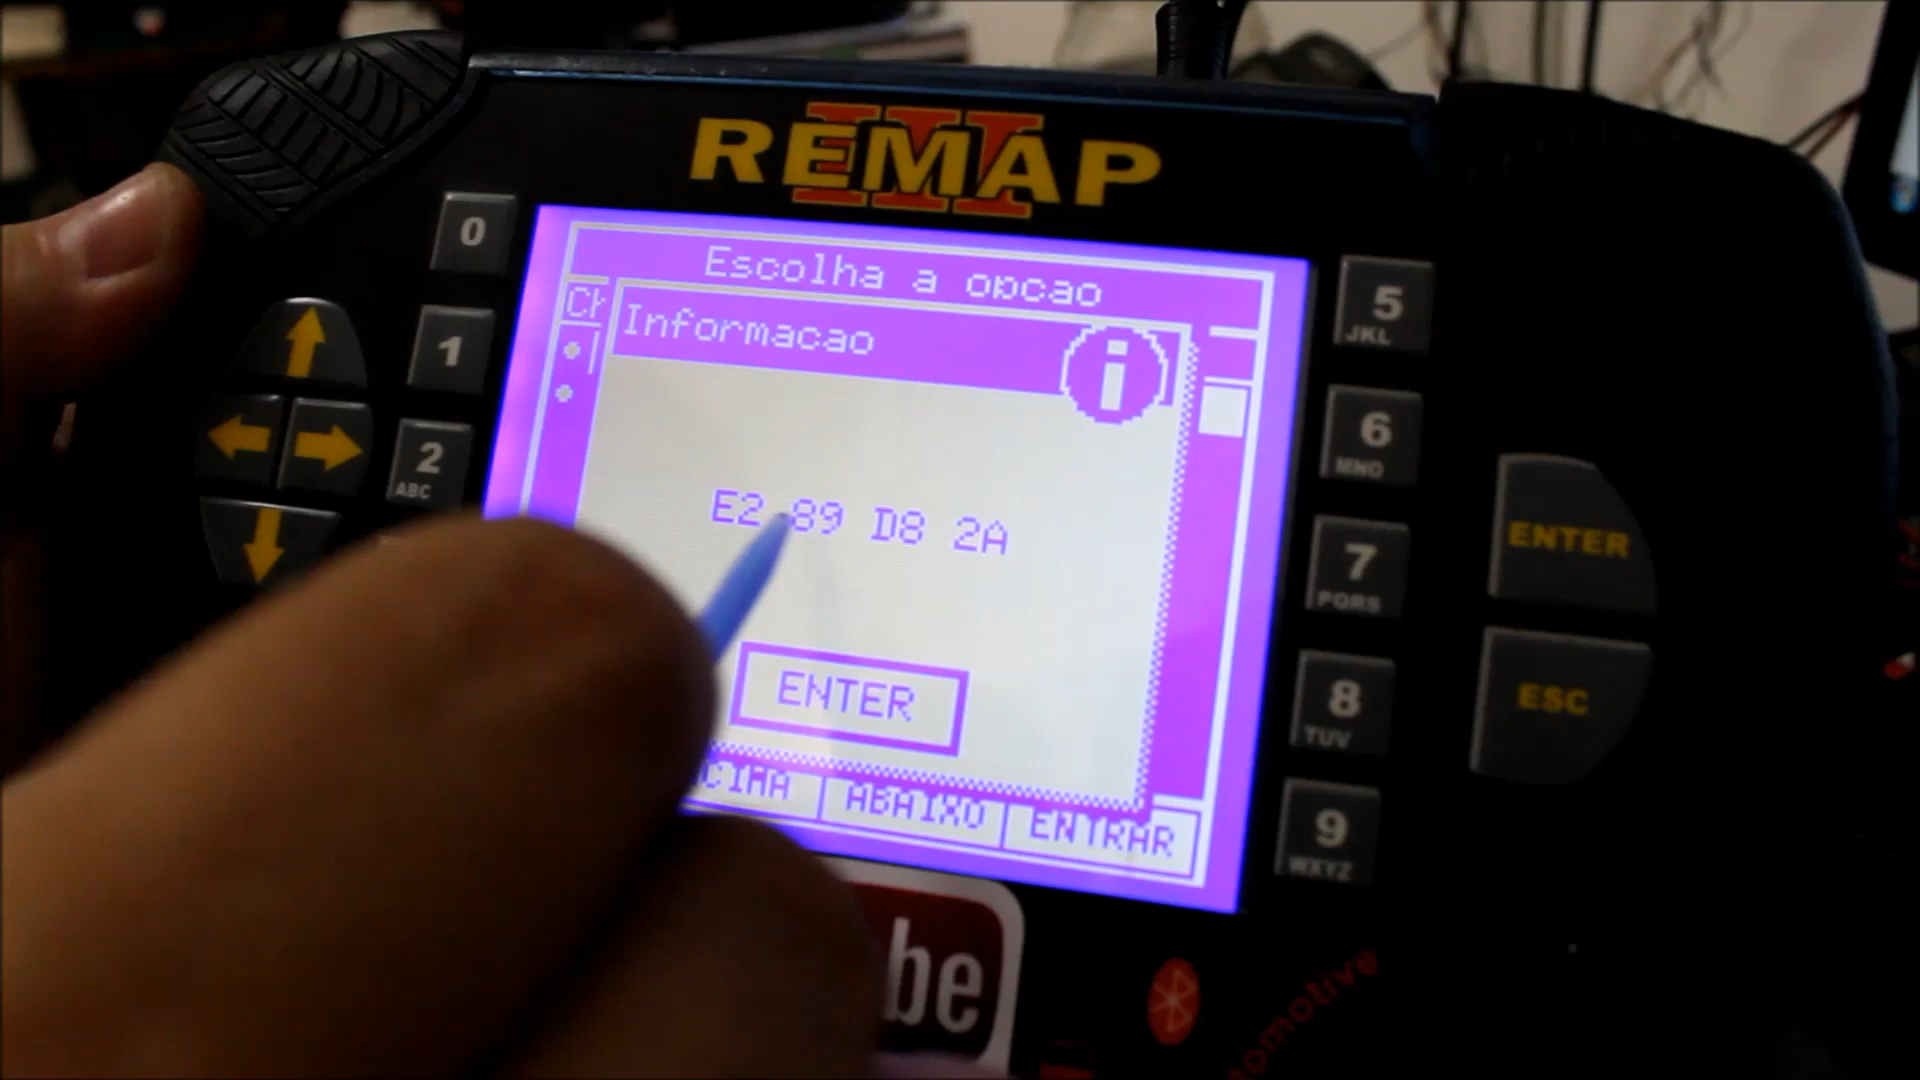 REMAP
III
0
1
2
ABC
5
JKL
6
MNO
7
PQRS
8
TUV
9
WXYZ
ENTER
ESC
Escolha a opcao
Informacao
i
E2 89 D8 2A
ENTER
ABAIXO
ENTRAR
be